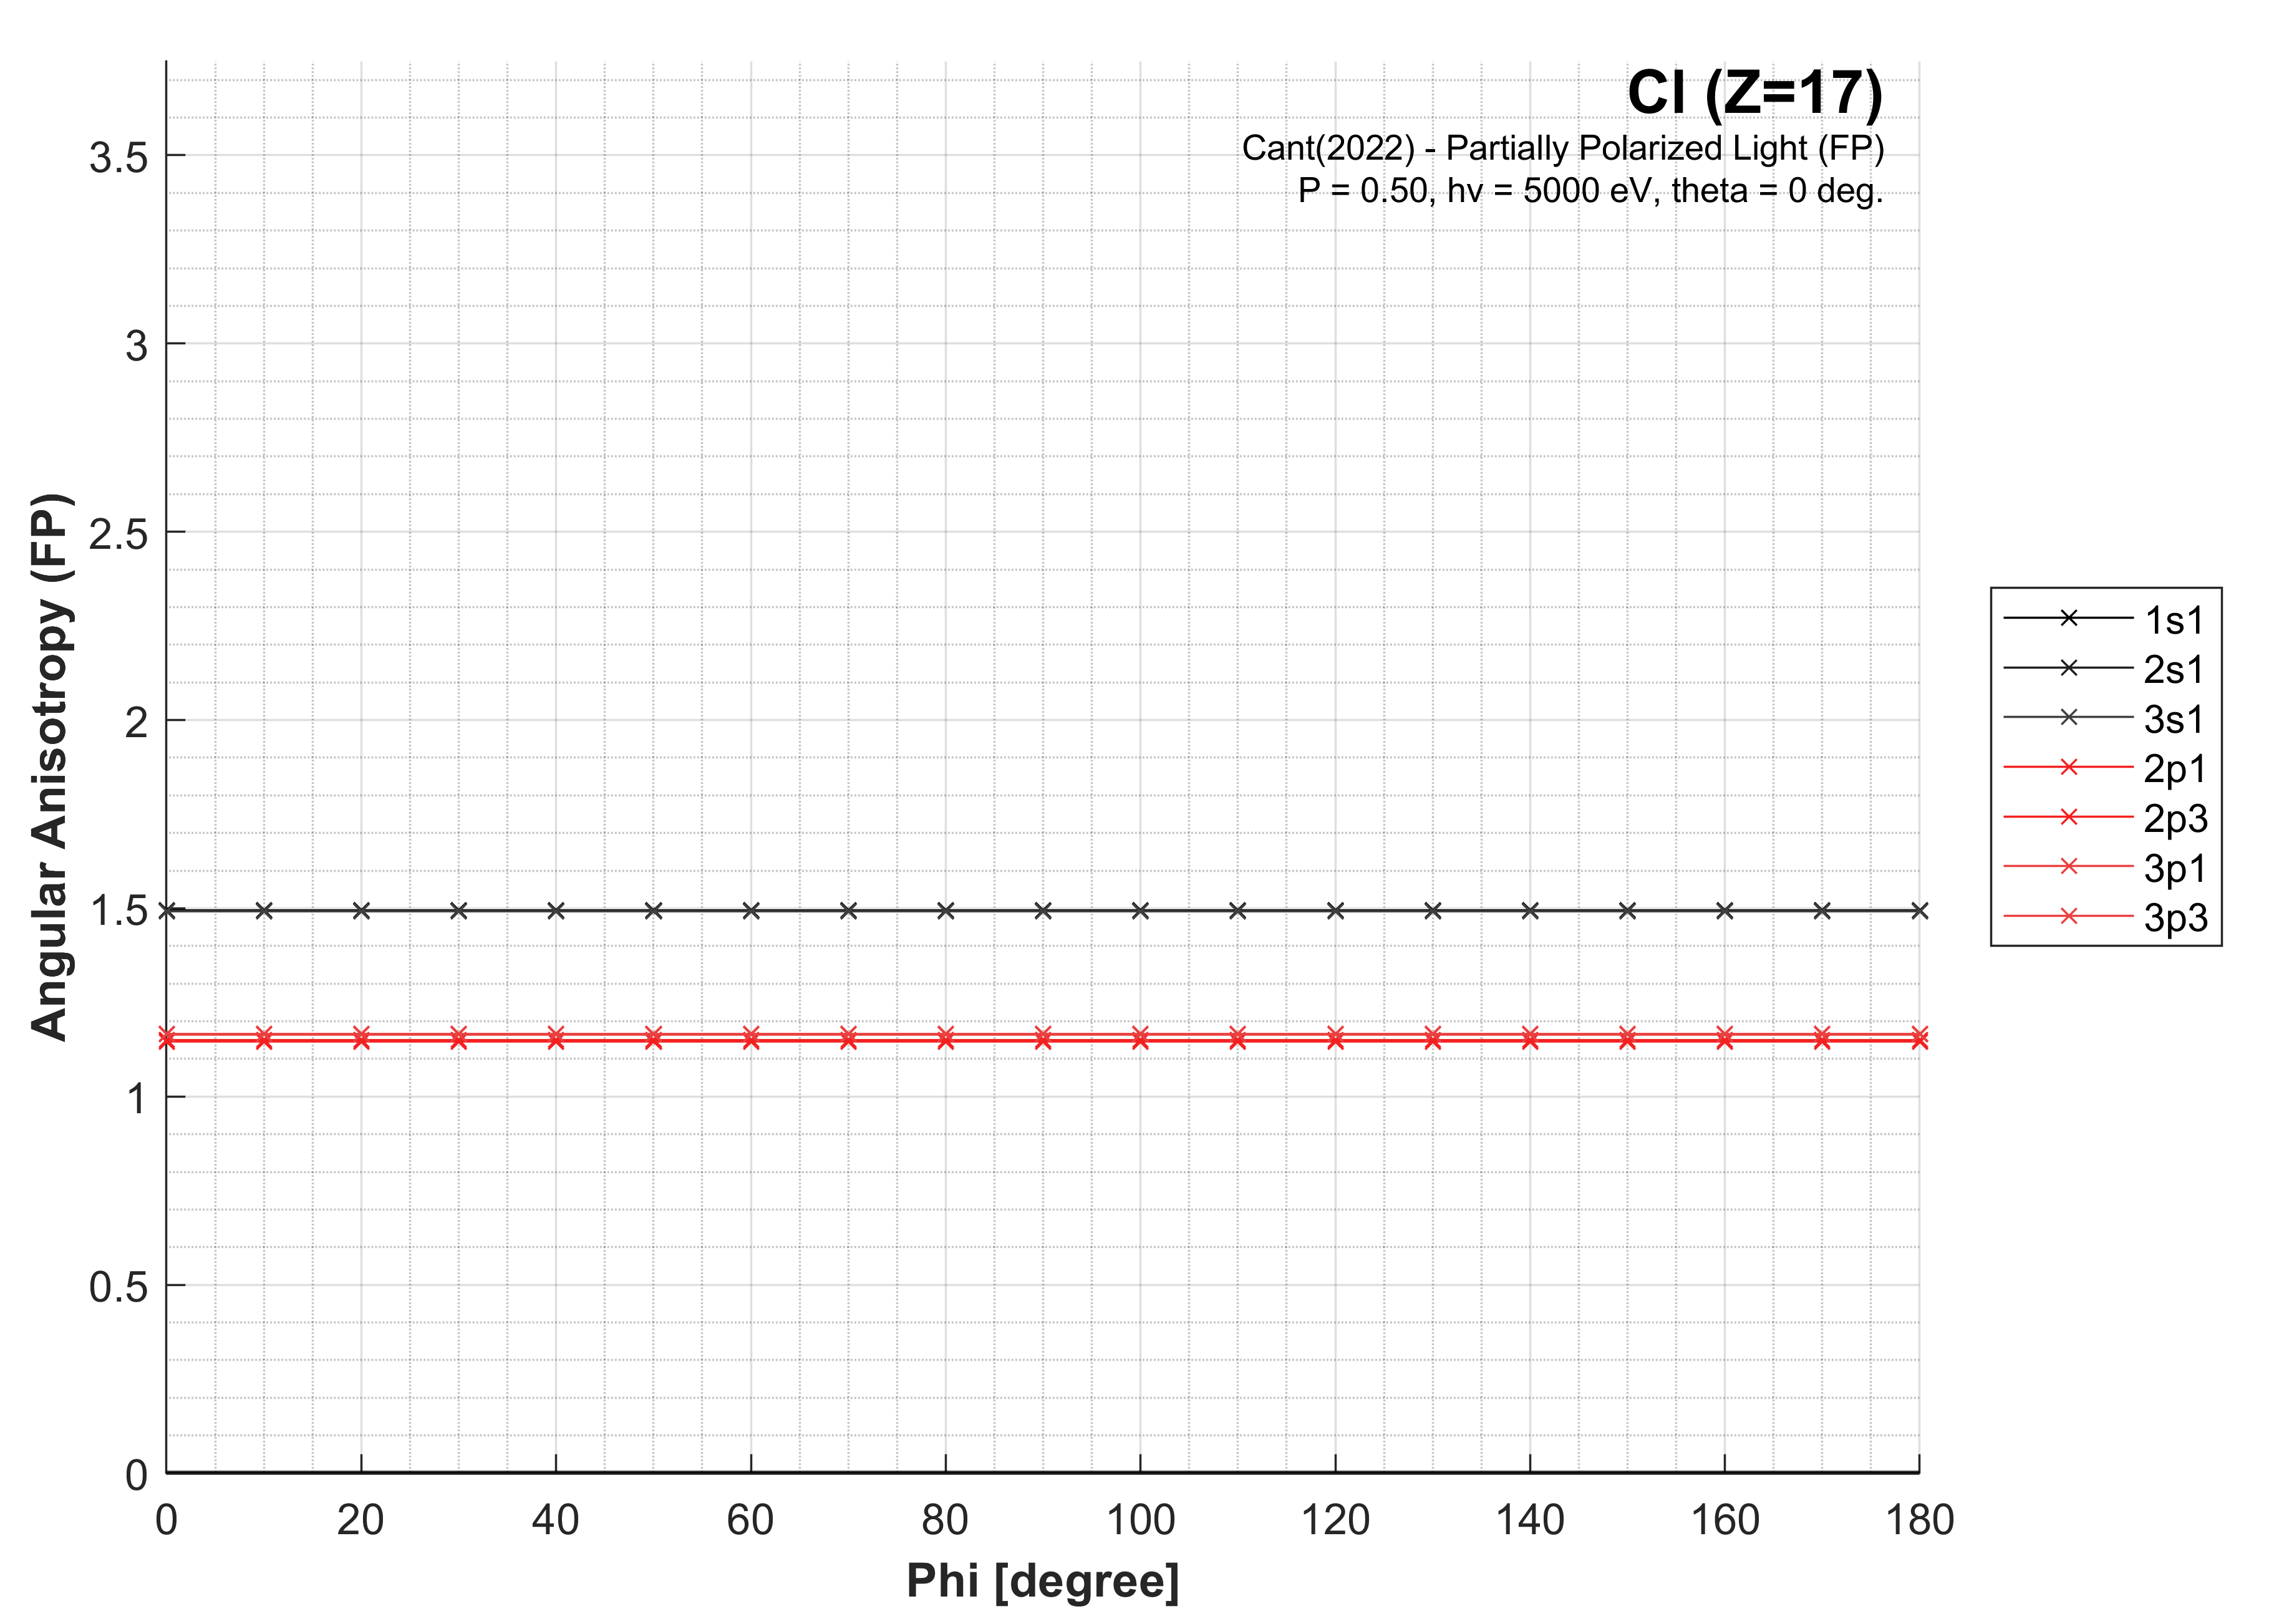 Cl (Z=17)
Cant(2022) - Partially Polarized Light (FP)
P = 0.50, hv = 5000 eV, theta = 0 deg.
Angular Anisotropy (FP)
3.5
3
2.5
2
1.5
1
0.5
0
0 20 40 60 80 100 120 140 160 180
Phi [degree]
1s1
2s1
3s1
2p1
2p3
3p1
3p3